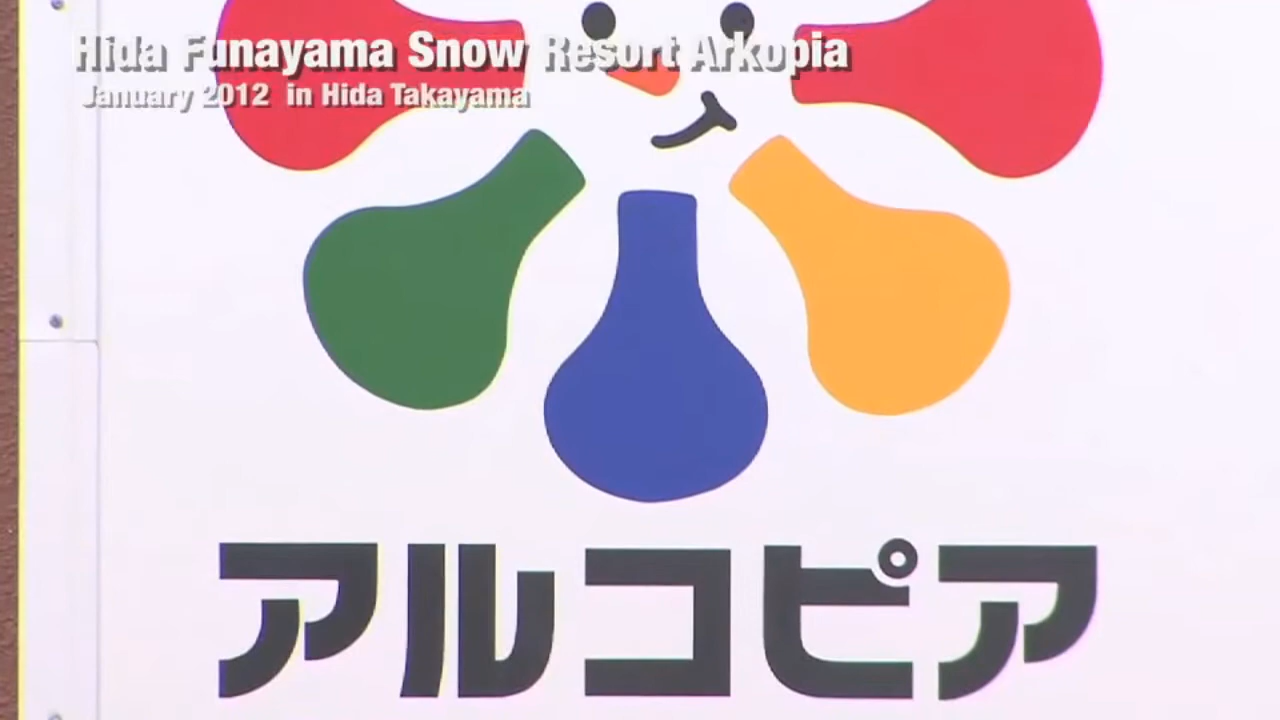 Hida Funayama Snow Resort Arkopia
January 2012 in Hida Takayama
アルコピア